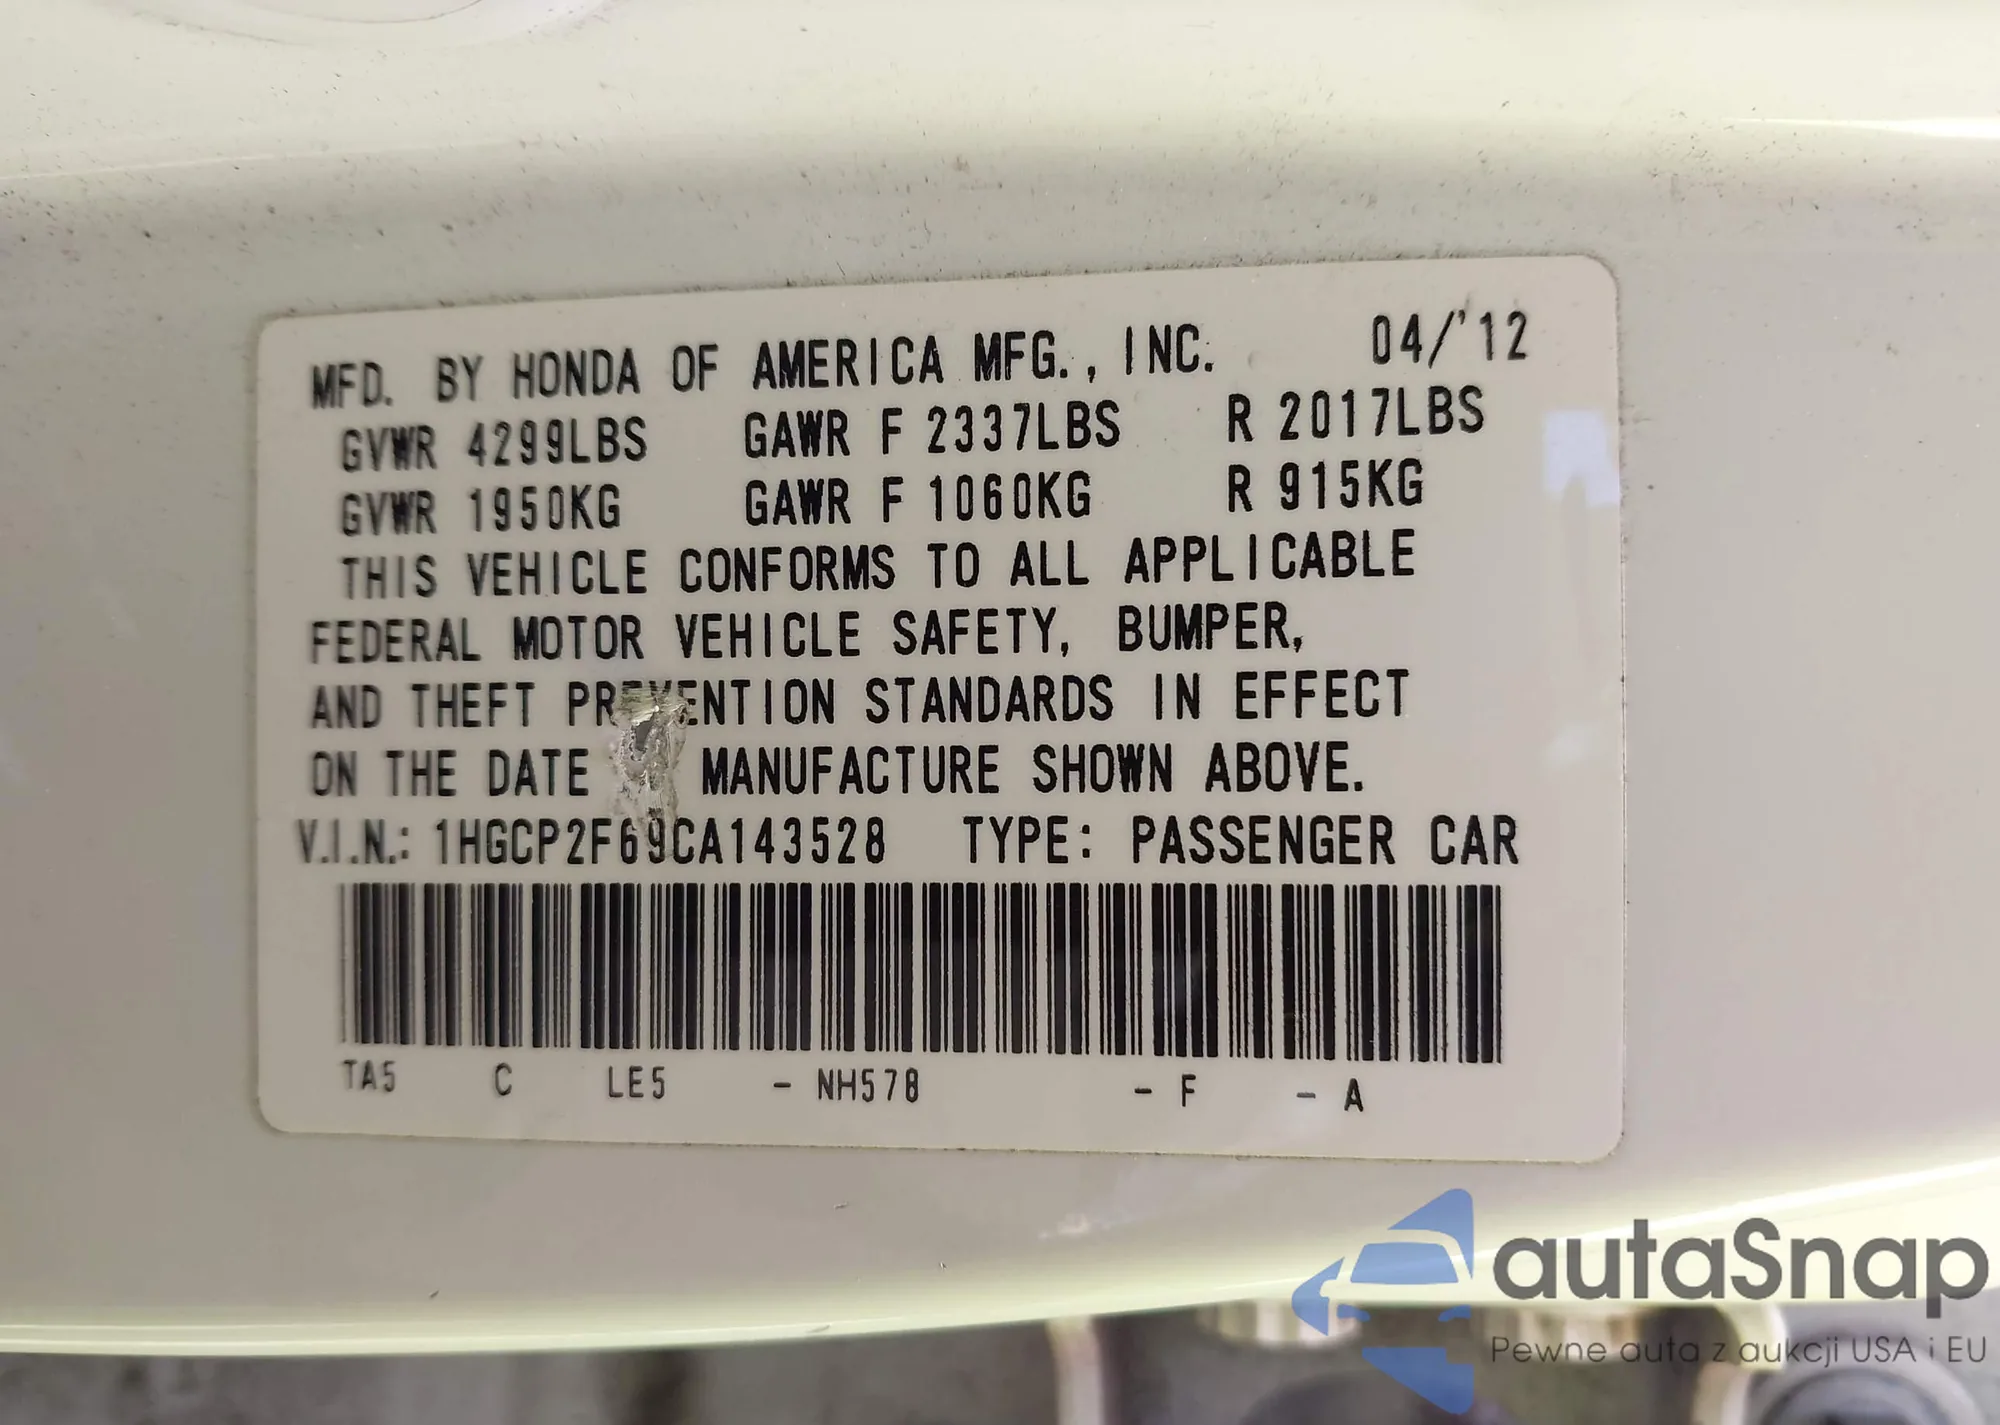 MFD. BY HONDA OF AMERICA MFG., INC. 04/'12
GVWR 4299LBS GAWR F 2337LBS R 2017LBS
GVWR 1950KG GAWR F 1060KG R 915KG
THIS VEHICLE CONFORMS TO ALL APPLICABLE
FEDERAL MOTOR VEHICLE SAFETY, BUMPER,
AND THEFT PREVENTION STANDARDS IN EFFECT
ON THE DATE MANUFACTURE SHOWN ABOVE.
V.I.N.: 1HGCP2F69CA143528 TYPE: PASSENGER CAR
TA5 C LE5 - NH578 - F - A
autaSnap
Pewne auta z aukcji USA i EU